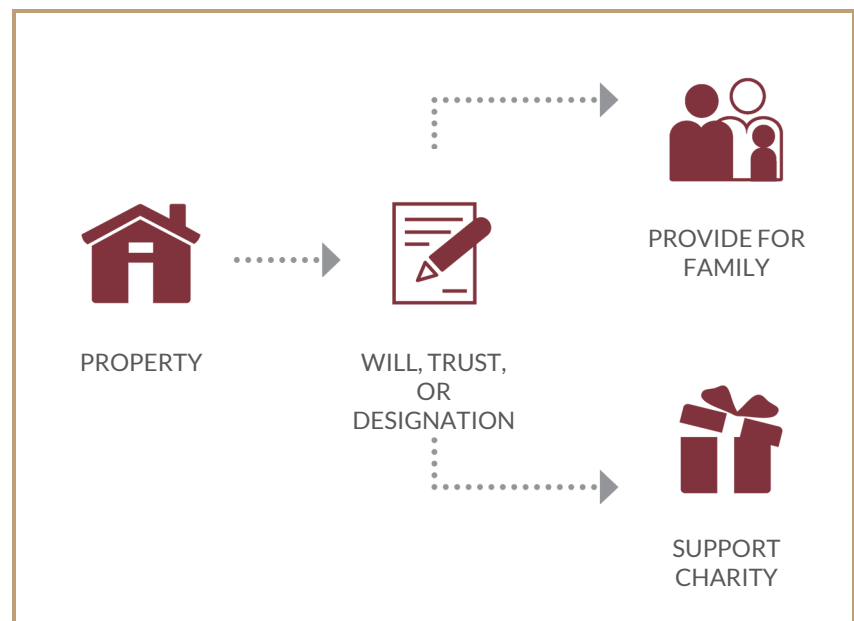 PROPERTY
WILL, TRUST,
OR
DESIGNATION
PROVIDE FOR
FAMILY
SUPPORT
CHARITY